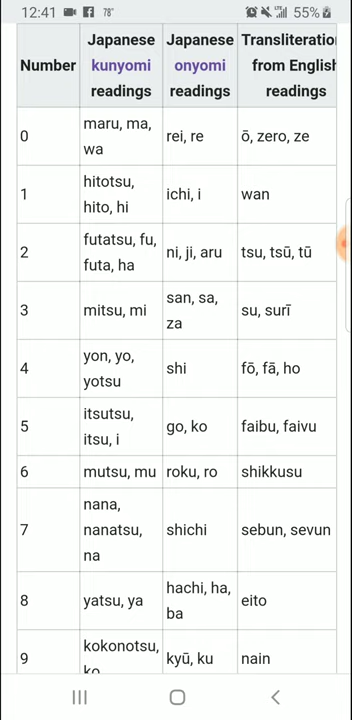 12:41 78° LTE 55%
Japanese Japanese Transliteratio
Number kunyomi onyomi from English
readings readings readings
0 maru, ma, wa rei, re ō, zero, ze
1 hitotsu, hito, hi ichi, i wan
2 futatsu, fu, futa, ha ni, ji, aru tsu, tsū, tū
3 mitsu, mi san, sa, za su, surī
4 yon, yo, yotsu shi fō, fā, ho
5 itsutsu, itsu, i go, ko faibu, faivu
6 mutsu, mu roku, ro shikkusu
7 nana, nanatsu, na shichi sebun, sevun
8 yatsu, ya hachi, ha, ba eito
9 kokonotsu, ko kyū, ku nain